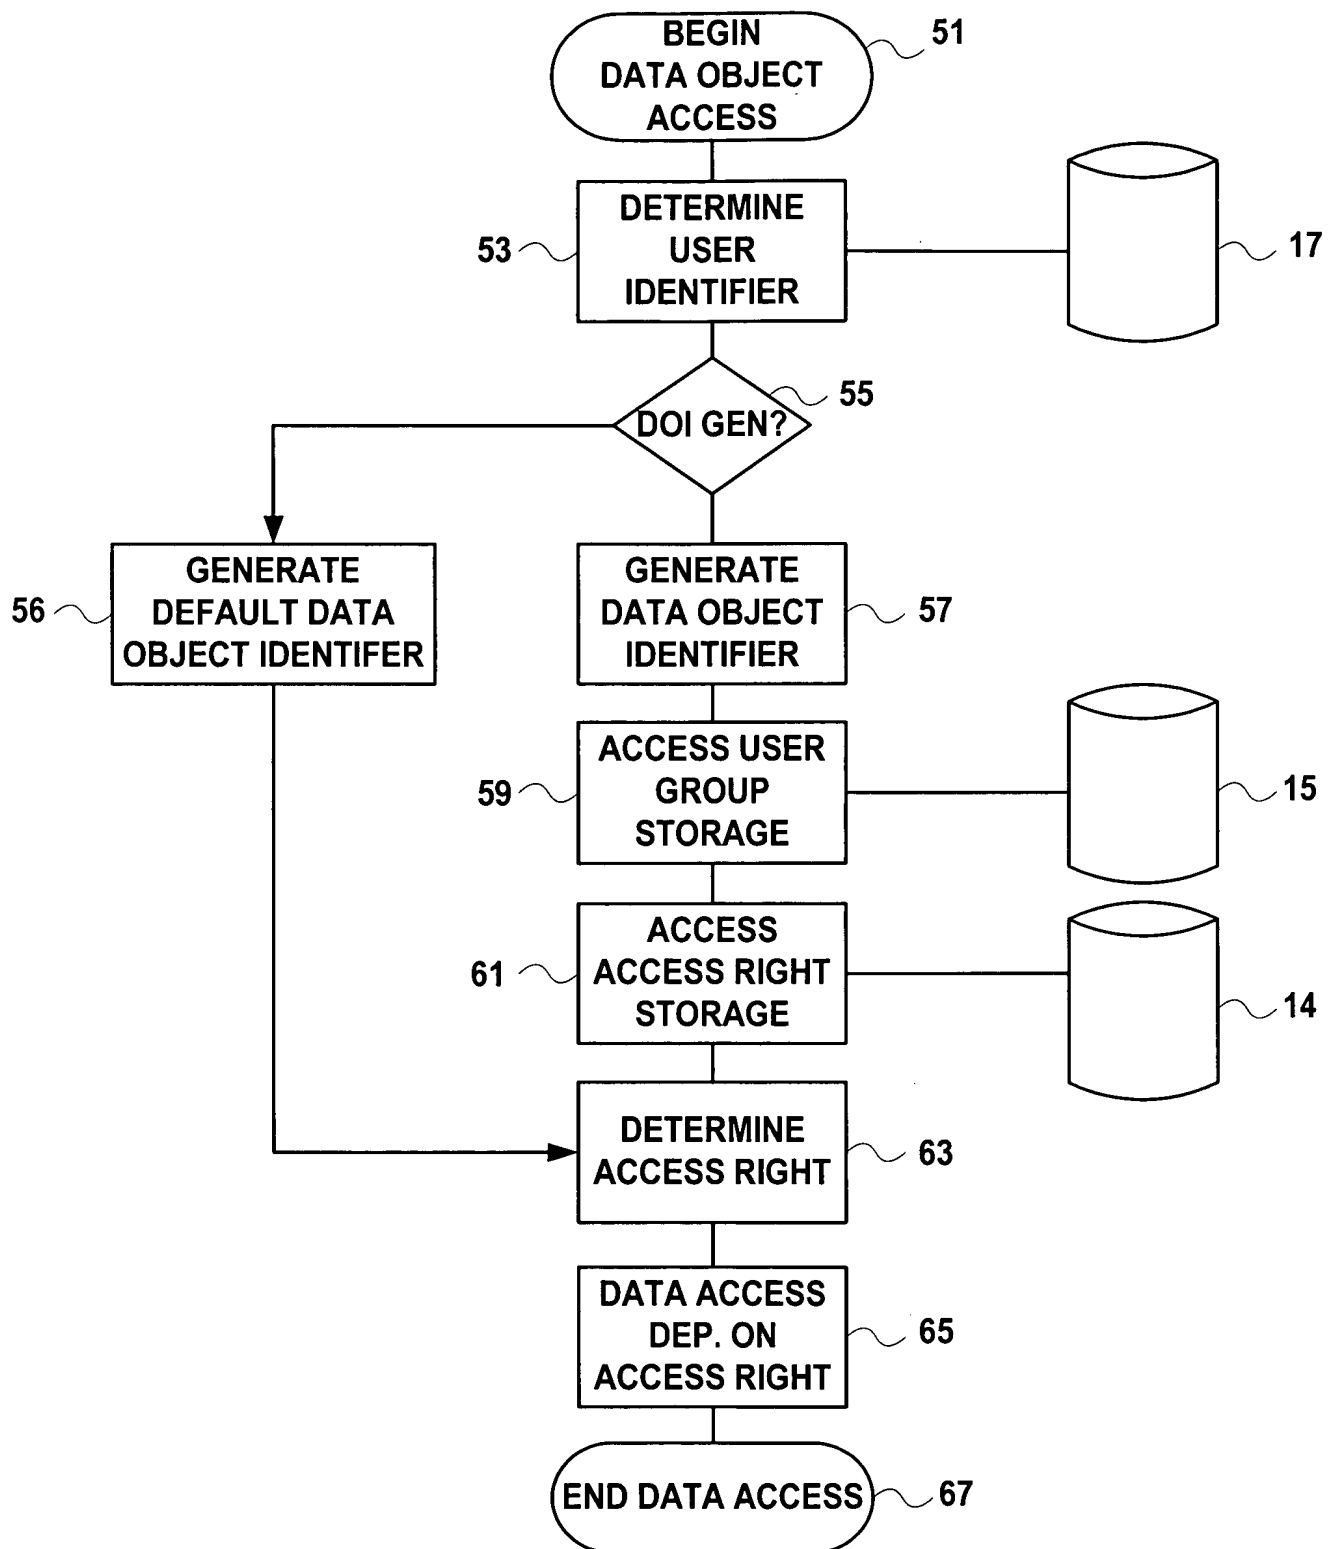 BEGIN
DATA OBJECT
ACCESS
51
DETERMINE
USER
IDENTIFIER
53
17
DOI GEN?
55
GENERATE
DEFAULT DATA
OBJECT IDENTIFER
56
GENERATE
DATA OBJECT
IDENTIFIER
57
ACCESS USER
GROUP
STORAGE
59
15
ACCESS
ACCESS RIGHT
STORAGE
61
14
DETERMINE
ACCESS RIGHT
63
DATA ACCESS
DEP. ON
ACCESS RIGHT
65
END DATA ACCESS
67